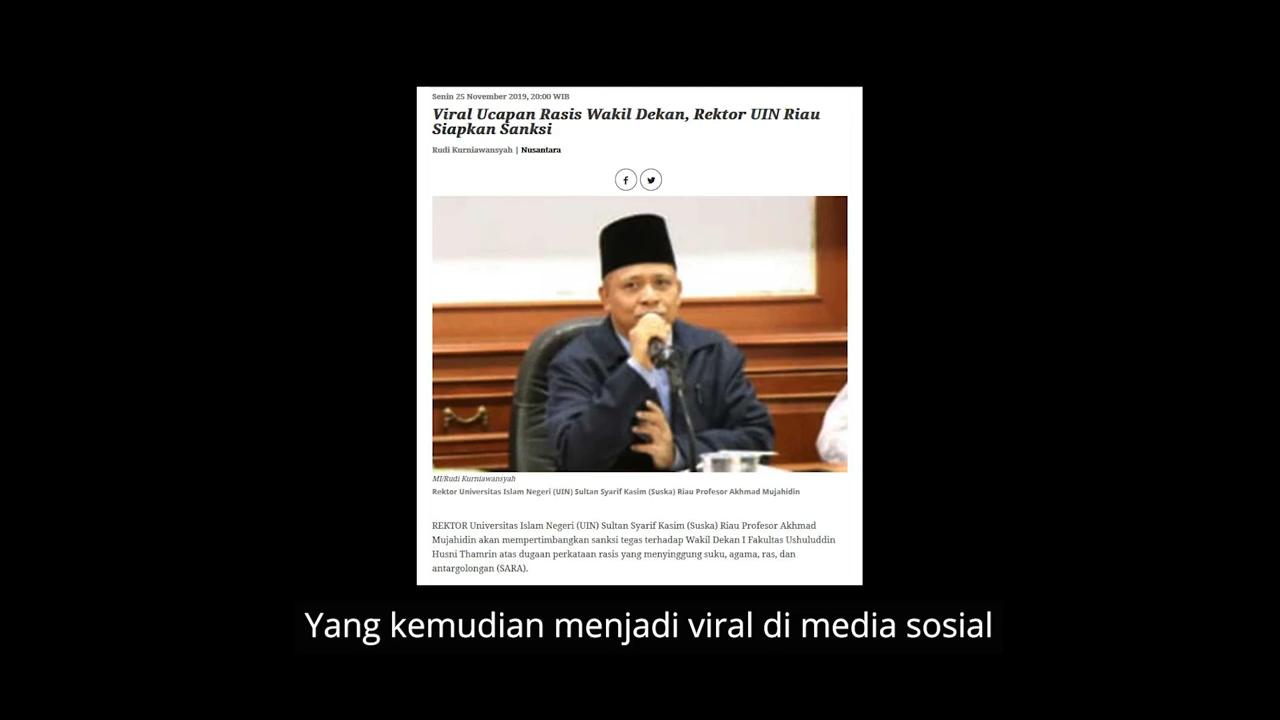 Senin 25 November 2019, 20:00 WIB
Viral Ucapan Rasis Wakil Dekan, Rektor UIN Riau
Siapkan Sanksi
Rudi Kurniawansyah | Nusantara
MI/Rudi Kurniawansyah
Rektor Universitas Islam Negeri (UIN) Sultan Syarif Kasim (Suska) Riau Profesor Akhmad Mujahidin
REKTOR Universitas Islam Negeri (UIN) Sultan Syarif Kasim (Suska) Riau Profesor Akhmad
Mujahidin akan mempertimbangkan sanksi tegas terhadap Wakil Dekan I Fakultas Ushuluddin
Husni Thamrin atas dugaan perkataan rasis yang menyinggung suku, agama, ras, dan
antargolongan (SARA).
Yang kemudian menjadi viral di media sosial